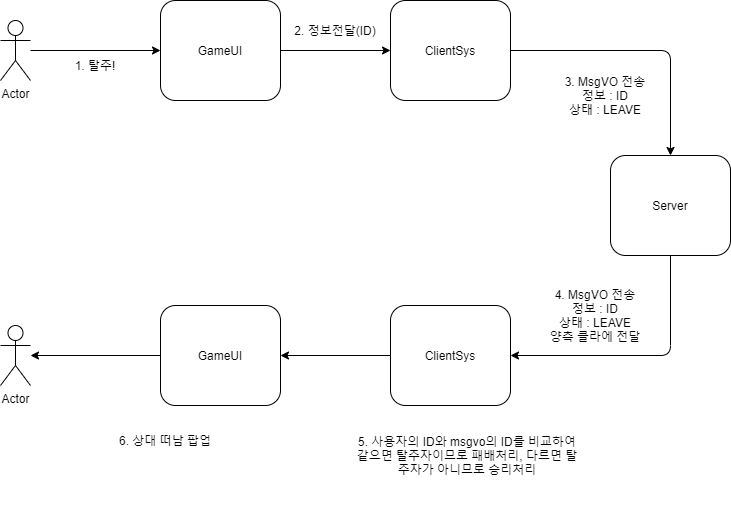 1. 탈주!
Actor
GameUI
2. 정보전달(ID)
ClientSys
3. MsgVO 전송
정보 : ID
상태 : LEAVE
Server
4. MsgVO 전송
정보 : ID
상태 : LEAVE
양측 클라에 전달
ClientSys
GameUI
Actor
5. 사용자의 ID와 msgvo의 ID를 비교하여
같으면 탈주자이므로 패배처리, 다르면 탈
주자가 아니므로 승리처리
6. 상대 떠남 팝업